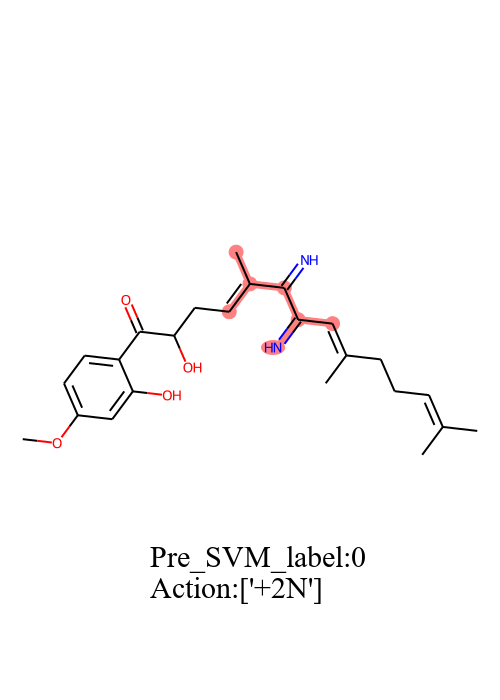 NH
O
HN
OH
OH
O
Pre_SVM_label:0
Action:['+2N']